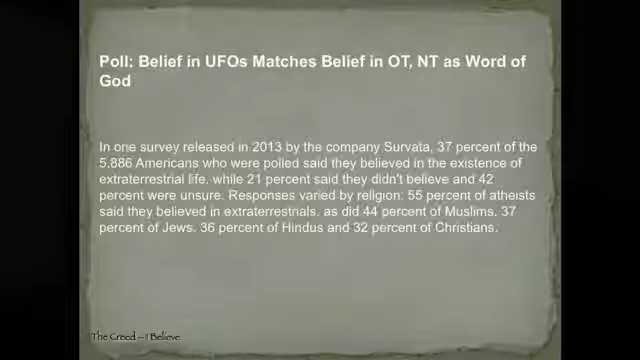 Poll: Belief in UFOs Matches Belief in OT, NT as Word of
God
In one survey released in 2013 by the company Survata, 37 percent of the
5,886 Americans who were polled said they believed in the existence of
extraterrestrial life, while 21 percent said they didn't believe and 42
percent were unsure. Responses varied by religion: 55 percent of atheists
said they believed in extraterrestrials, as did 44 percent of Muslims, 37
percent of Jews, 36 percent of Hindus and 32 percent of Christians.
The Creed – I Believe